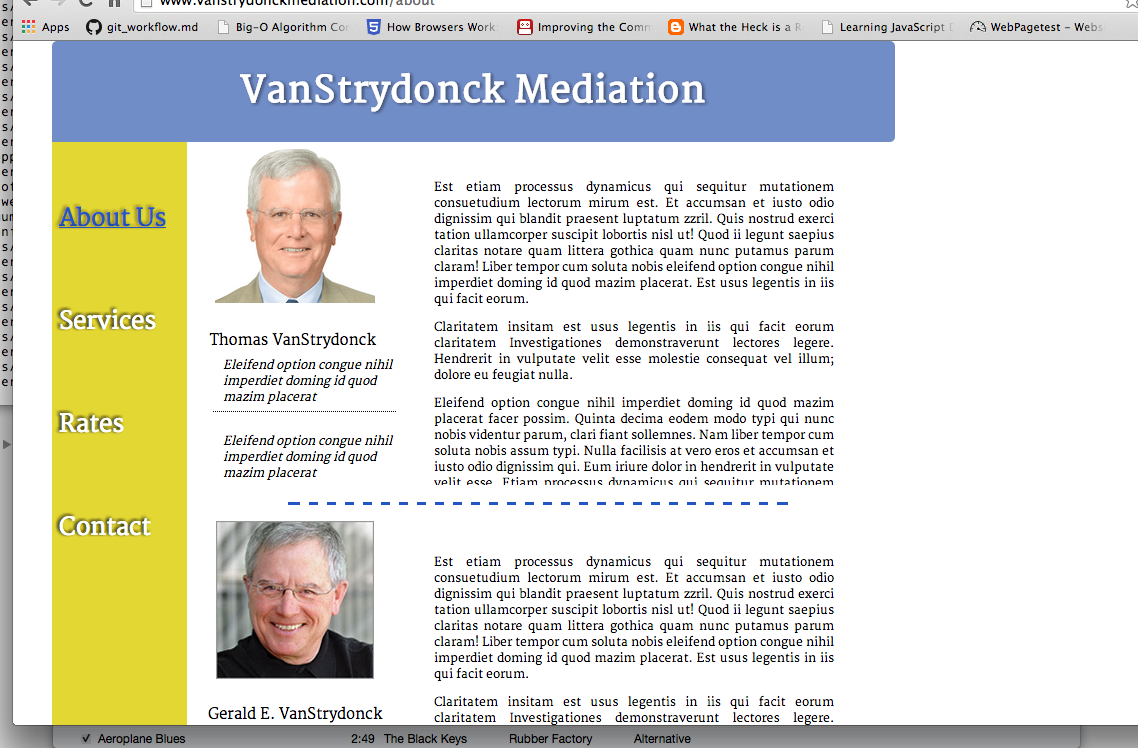 www.vanstrydonckmediation.com/about
Apps git_workflow.md Big-O Algorithm Cor How Browsers Work: Improving the Comm What the Heck is a R Learning JavaScript D WebPagetest – Webs
VanStrydonck Mediation
About Us
Services
Rates
Contact
Thomas VanStrydonck
Eleifend option congue nihil
imperdiet doming id quod
mazim placerat
Eleifend option congue nihil
imperdiet doming id quod
mazim placerat
Est etiam processus dynamicus qui sequitur mutationem
consuetudium lectorum mirum est. Et accumsan et iusto odio
dignissim qui blandit praesent luptatum zzril. Quis nostrud exerci
tation ullamcorper suscipit lobortis nisl ut! Quod ii legunt saepius
claritas notare quam littera gothica quam nunc putamus parum
claram! Liber tempor cum soluta nobis eleifend option congue nihil
imperdiet doming id quod mazim placerat. Est usus legentis in iis
qui facit eorum.
Claritatem insitam est usus legentis in iis qui facit eorum
claritatem Investigationes demonstraverunt lectores legere.
Hendrerit in vulputate velit esse molestie consequat vel illum;
dolore eu feugiat nulla.
Eleifend option congue nihil imperdiet doming id quod mazim
placerat facer possim. Quinta decima eodem modo typi qui nunc
nobis videntur parum, clari fiant sollemnes. Nam liber tempor cum
soluta nobis assum typi. Nulla facilisis at vero eros et accumsan et
iusto odio dignissim qui. Eum iriure dolor in hendrerit in vulputate
velit esse. Etiam processus dynamicus qui sequitur mutationem
Gerald E. VanStrydonck
Est etiam processus dynamicus qui sequitur mutationem
consuetudium lectorum mirum est. Et accumsan et iusto odio
dignissim qui blandit praesent luptatum zzril. Quis nostrud exerci
tation ullamcorper suscipit lobortis nisl ut! Quod ii legunt saepius
claritas notare quam littera gothica quam nunc putamus parum
claram! Liber tempor cum soluta nobis eleifend option congue nihil
imperdiet doming id quod mazim placerat. Est usus legentis in iis
qui facit eorum.
Claritatem insitam est usus legentis in iis qui facit eorum
claritatem Investigationes demonstraverunt lectores legere.
Aeroplane Blues 2:49 The Black Keys Rubber Factory Alternative